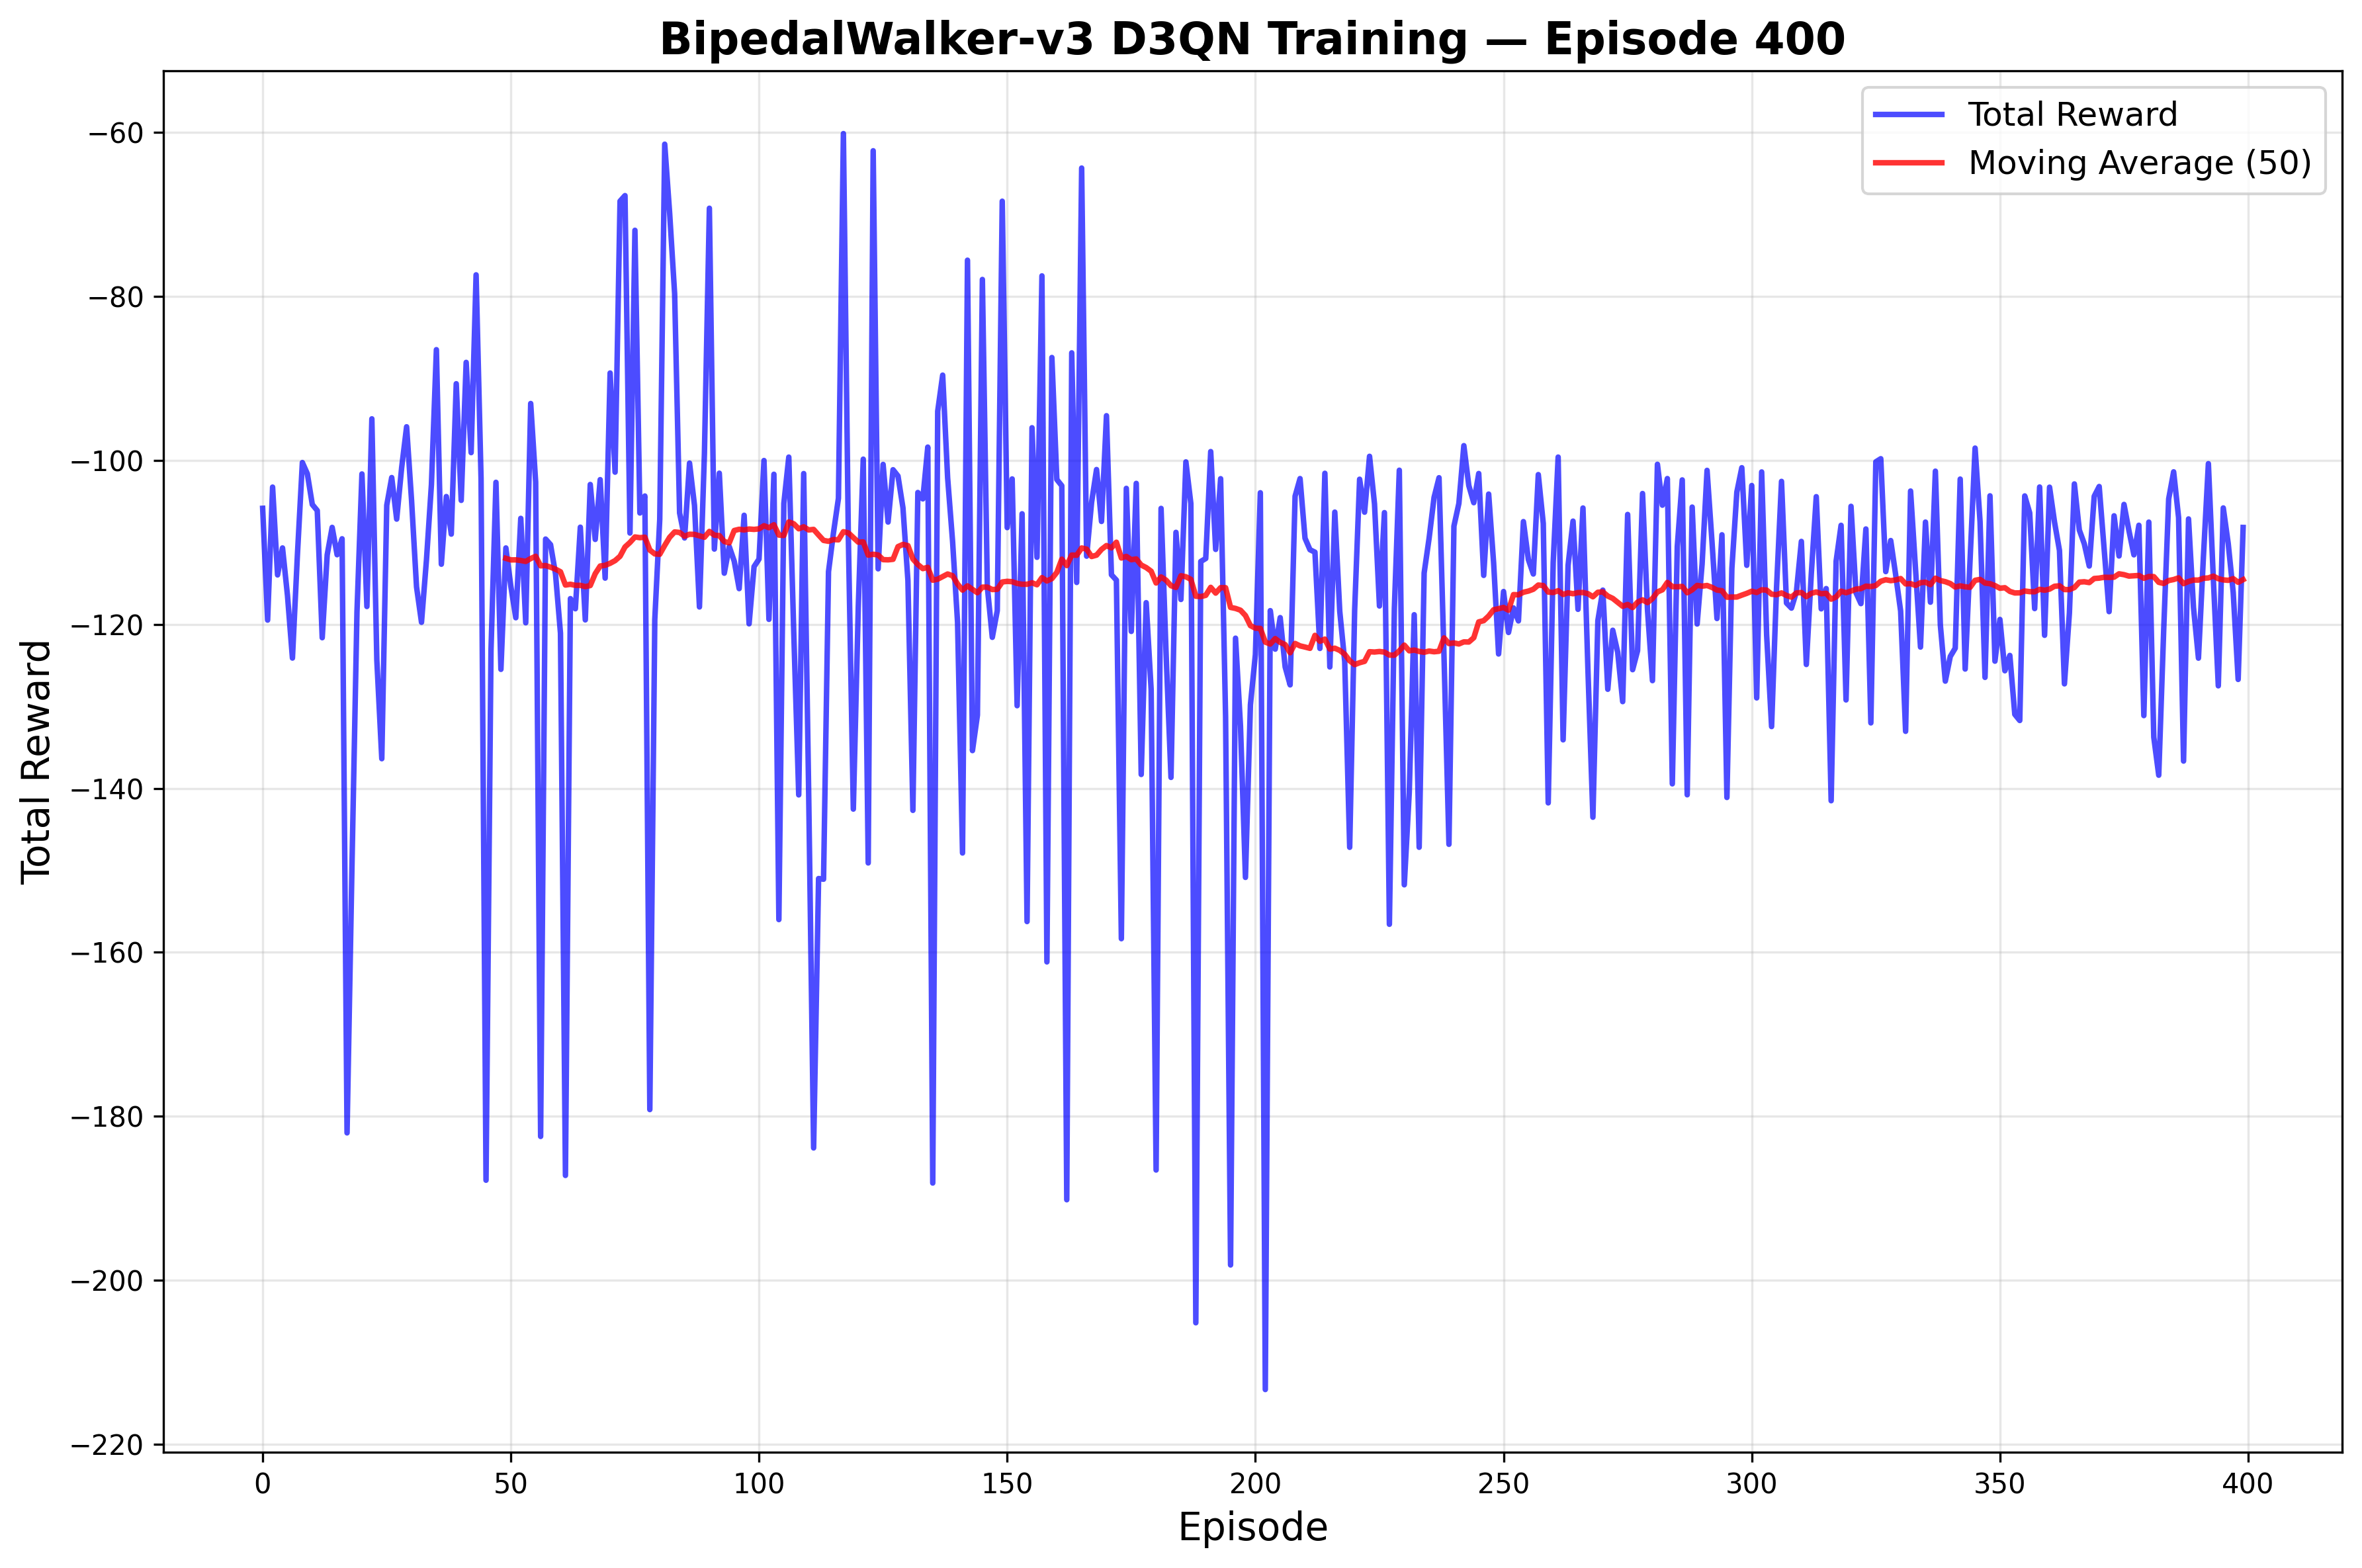 BipedalWalker-v3 D3QN Training — Episode 400
Total Reward
Moving Average (50)
−60
−80
−100
−120
−140
−160
−180
−200
−220
Total Reward
0 50 100 150 200 250 300 350 400
Episode